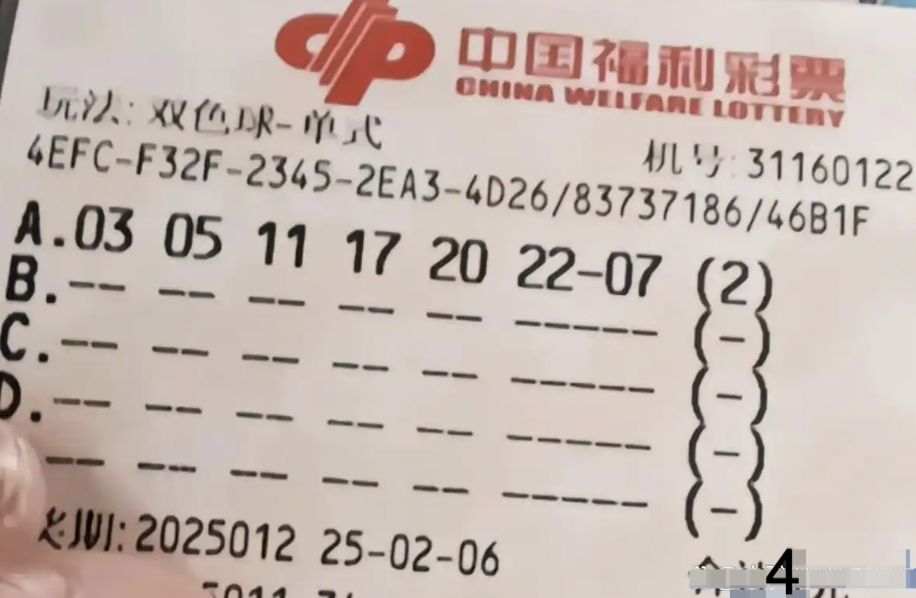 中国福利彩票
CHINA WELFARE LOTTERY
玩法: 双色球-单式
机号: 31160122
4EFC-F32F-2345-2EA3-4D26/83737186/46B1F
A.03 05 11 17 20 22-07 (2)
B.-- -- -- -- -- ----- (-)
C.-- -- -- -- -- ----- (-)
D.-- -- -- -- -- ----- (-)
-- -- -- -- -- ----- (-)
2025012 25-02-06
4